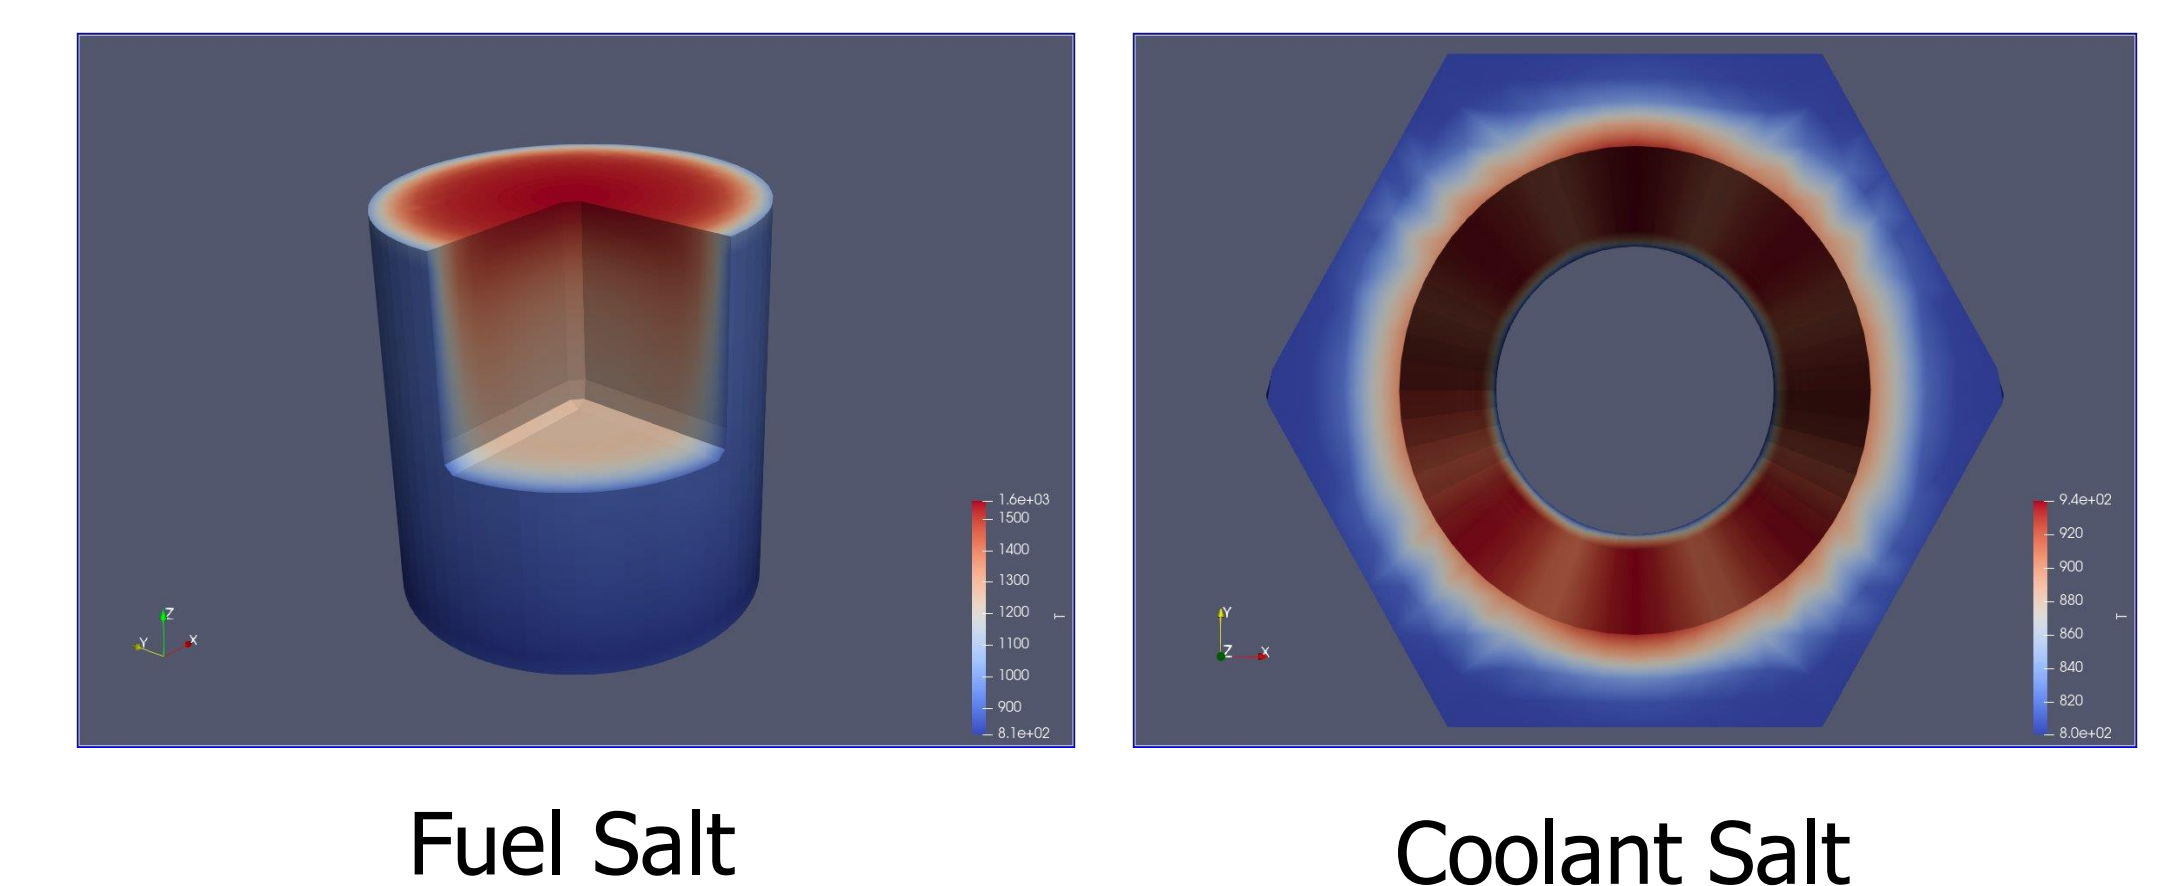 1.6e+03
1500
1400
1300
1200
1100
1000
900
8.1e+02
T
Z
Y
X
9.4e+02
920
900
880
860
840
820
8.0e+02
T
Y
Z
X
Fuel Salt
Coolant Salt